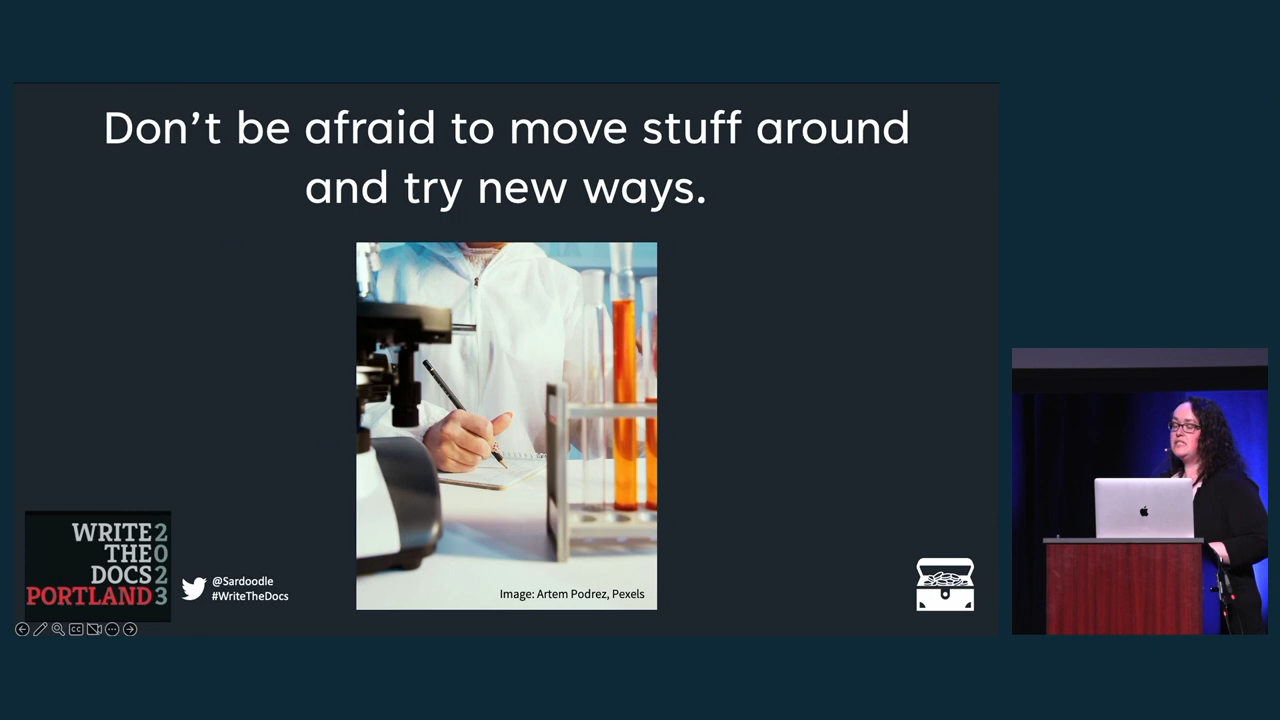 Don't be afraid to move stuff around
and try new ways.
Image: Artem Podrez, Pexels
WRITE 2
THE 0
DOCS 2
PORTLAND 3
@Sardoodle
#WriteTheDocs
CC